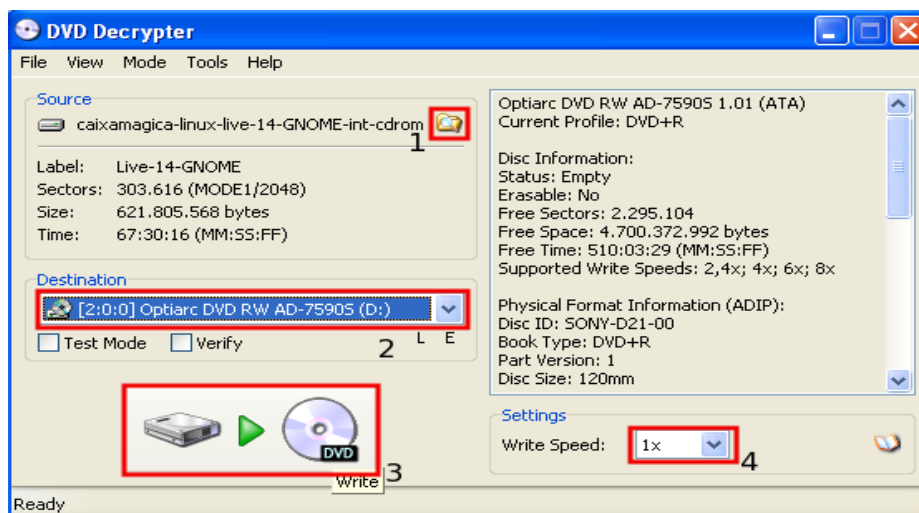 DVD Decrypter
File View Mode Tools Help
Source
caixamagica-linux-live-14-GNOME-int-cdrom
1
Label: Live-14-GNOME
Sectors: 303.616 (MODE1/2048)
Size: 621.805.568 bytes
Time: 67:30:16 (MM:SS:FF)
Destination
[2:0:0] Optiarc DVD RW AD-7590S (D:)
Test Mode Verify 2 L E
DVD
Write 3
Optiarc DVD RW AD-7590S 1.01 (ATA)
Current Profile: DVD+R
Disc Information:
Status: Empty
Erasable: No
Free Sectors: 2.295.104
Free Space: 4.700.372.992 bytes
Free Time: 510:03:29 (MM:SS:FF)
Supported Write Speeds: 2,4x; 4x; 6x; 8x
Physical Format Information (ADIP):
Disc ID: SONY-D21-00
Book Type: DVD+R
Part Version: 1
Disc Size: 120mm
Settings
Write Speed: 1x
4
Ready